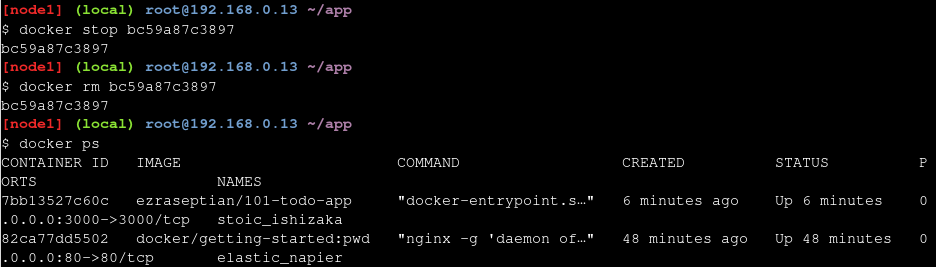 [node1] (local) root@192.168.0.13 ~/app
$ docker stop bc59a87c3897
bc59a87c3897
[node1] (local) root@192.168.0.13 ~/app
$ docker rm bc59a87c3897
bc59a87c3897
[node1] (local) root@192.168.0.13 ~/app
$ docker ps
CONTAINER ID   IMAGE                        COMMAND                  CREATED          STATUS          P
ORTS                    NAMES
7bb13527c60c   ezraseptian/101-todo-app     "docker-entrypoint.s…"   6 minutes ago    Up 6 minutes    0
.0.0.0:3000->3000/tcp   stoic_ishizaka
82ca77dd5502   docker/getting-started:pwd   "nginx -g 'daemon of…"   48 minutes ago   Up 48 minutes   0
.0.0.0:80->80/tcp       elastic_napier